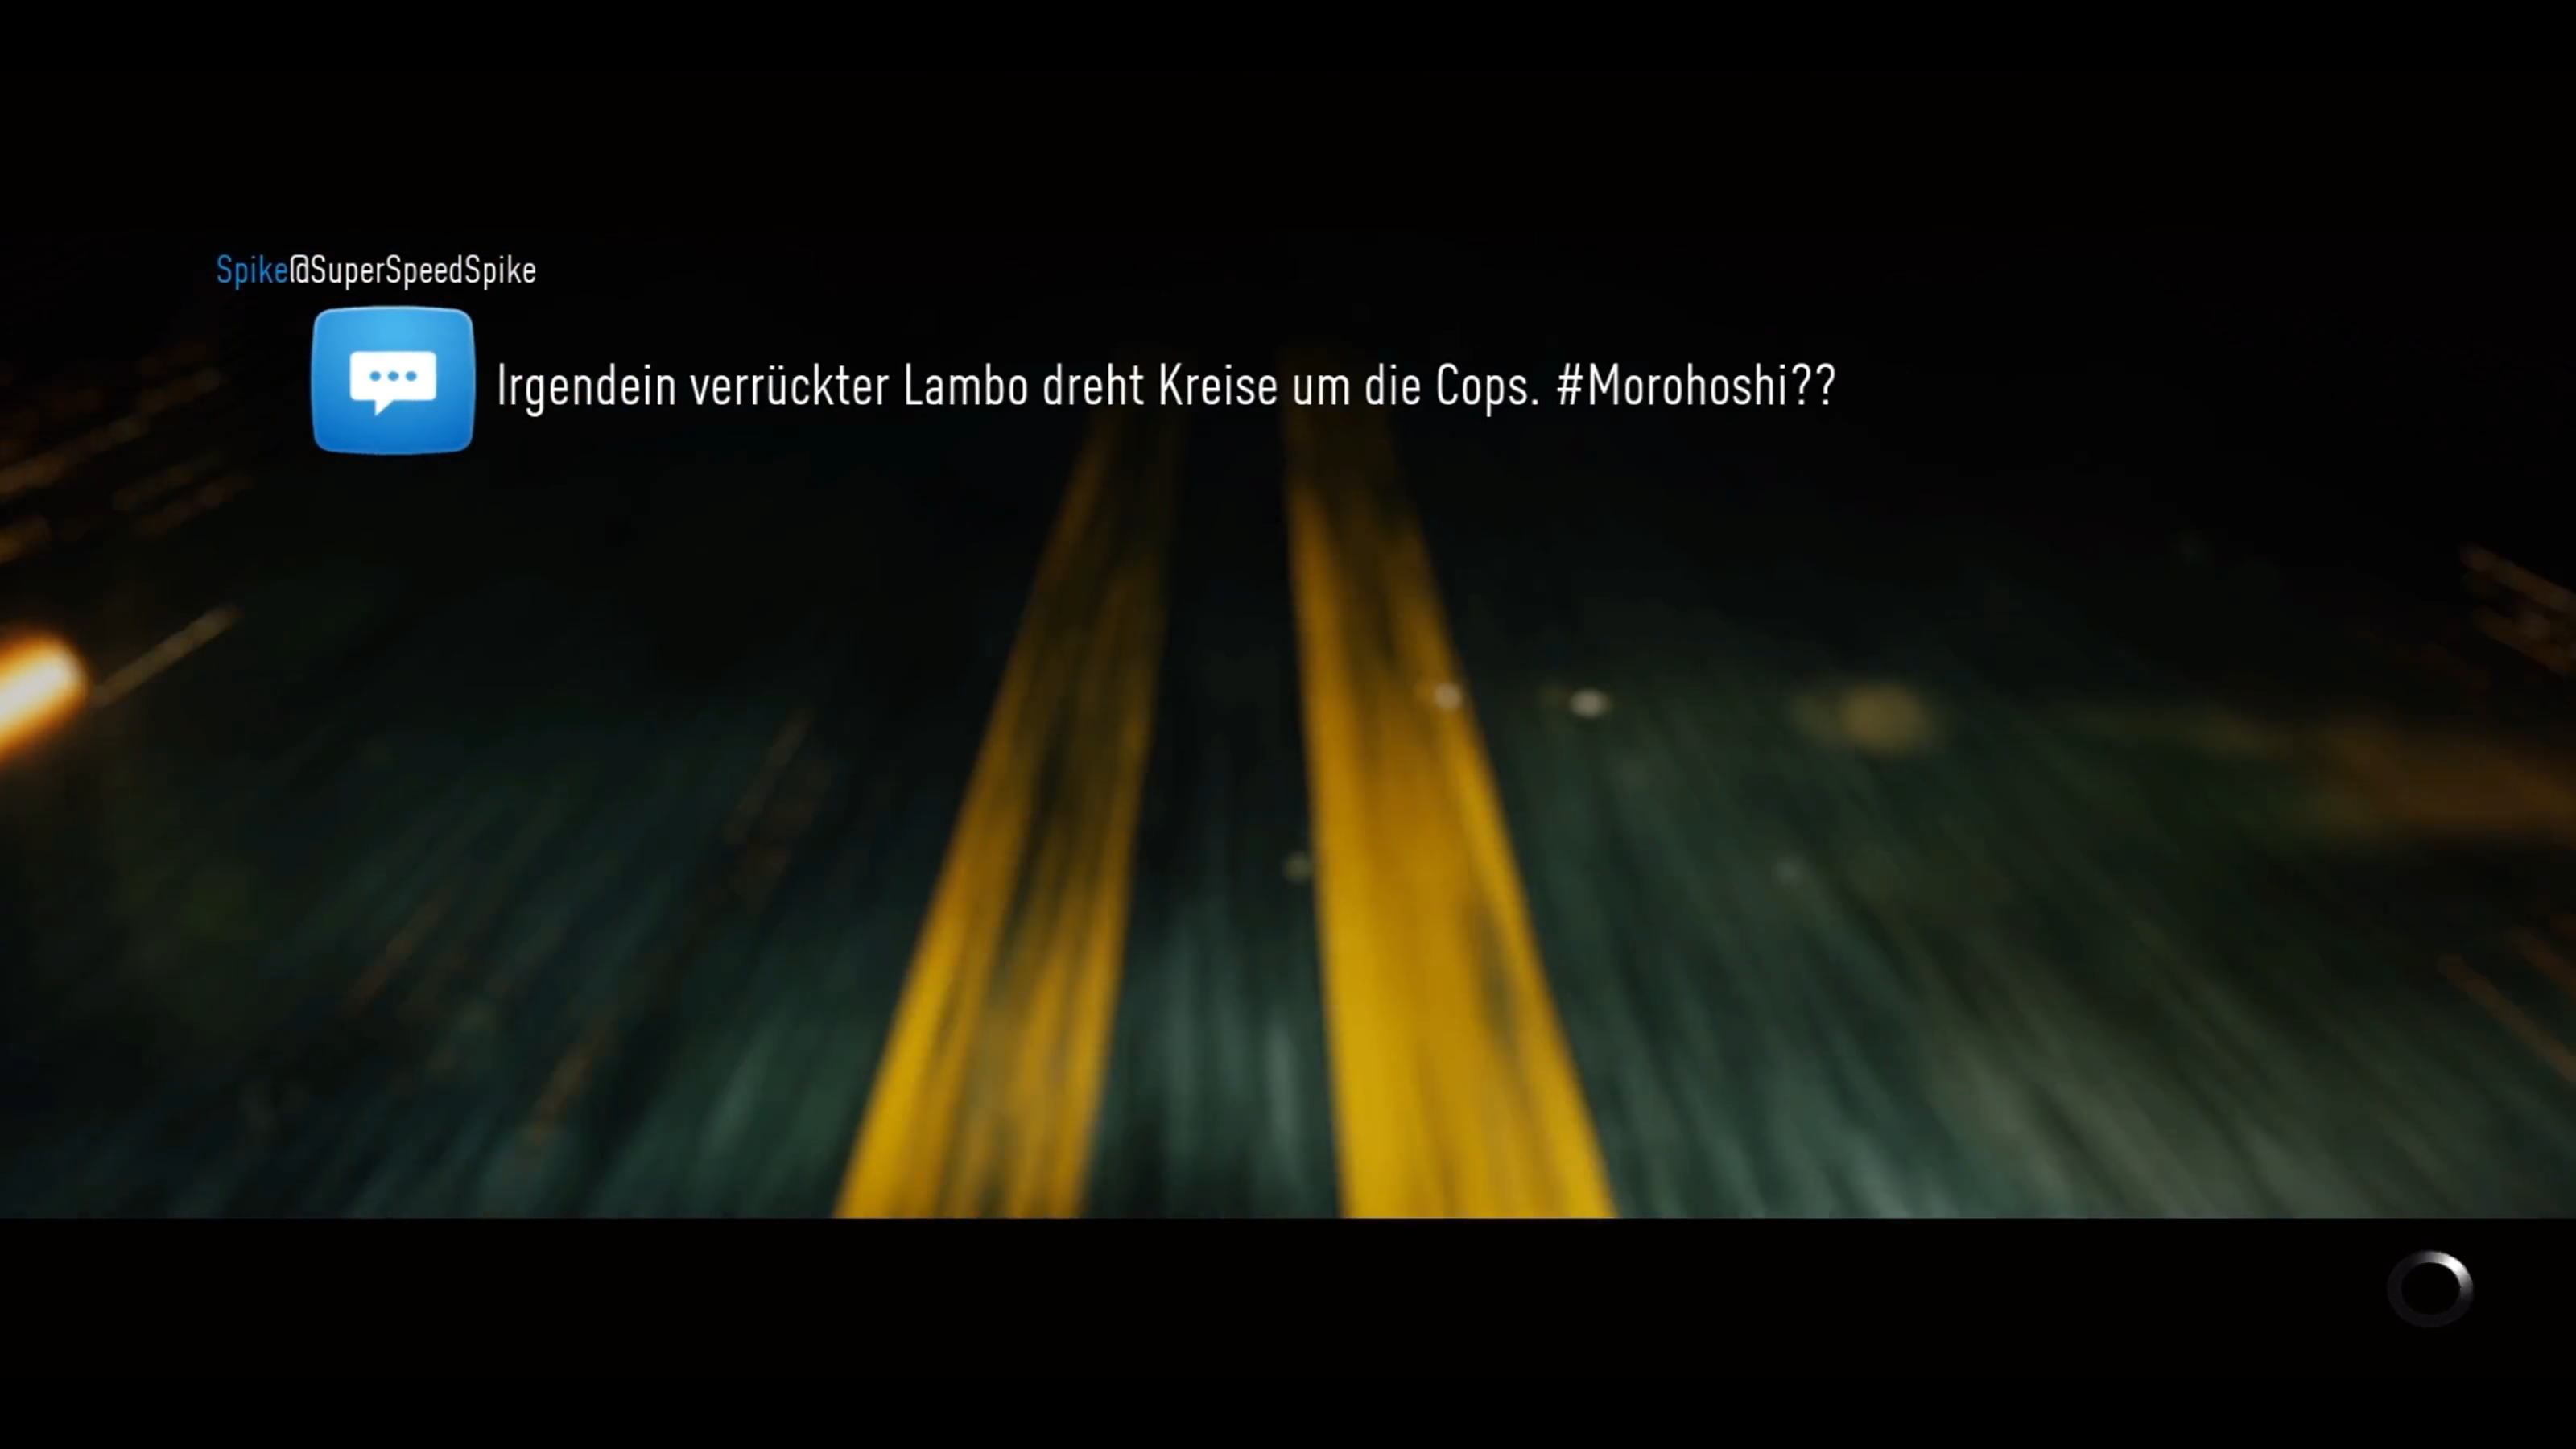 Spike@SuperSpeedSpike
Irgendein verrückter Lambo dreht Kreise um die Cops. #Morohoshi??